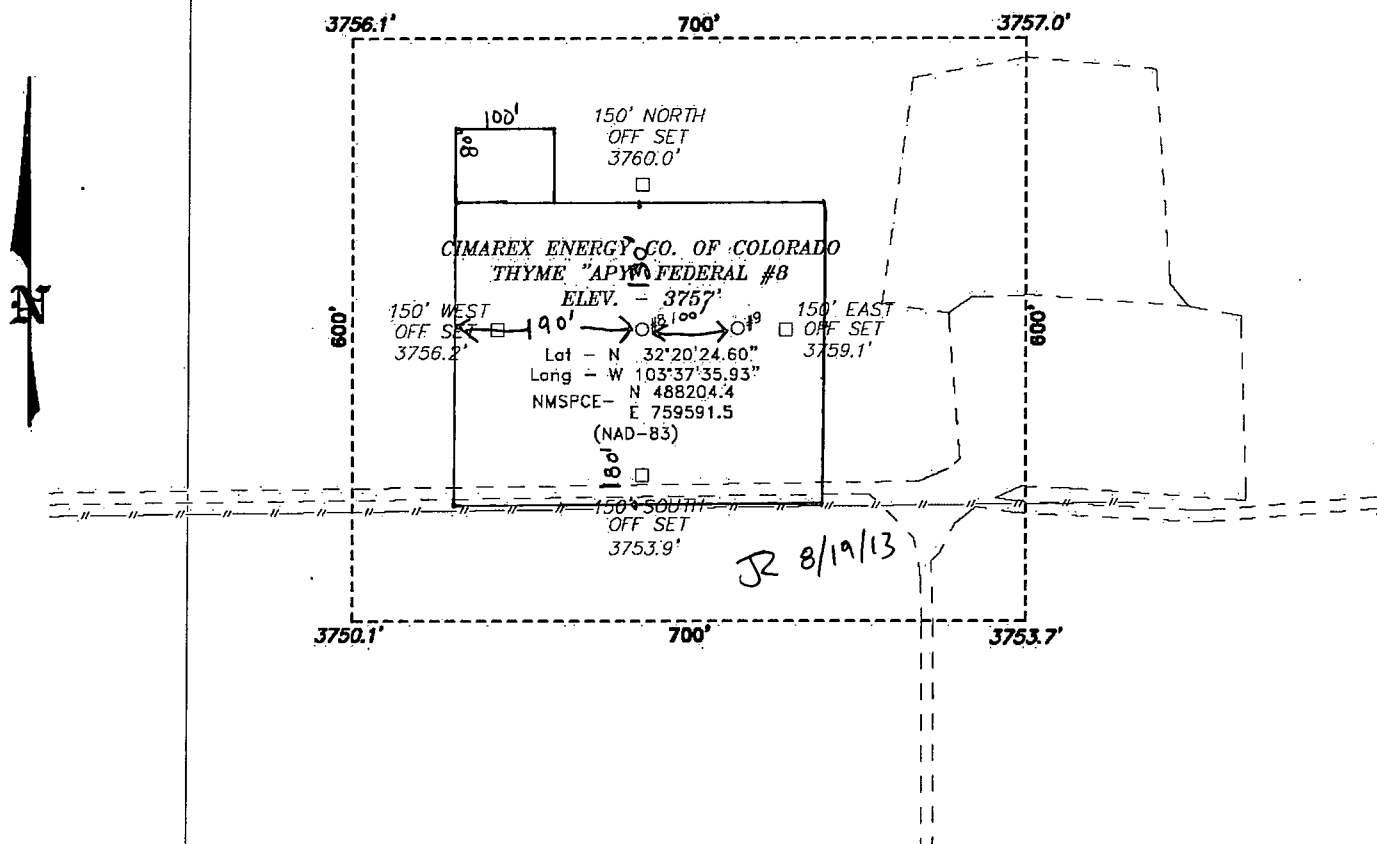 3756.1' 700' 3757.0'
100'
80'
150' NORTH
OFF SET
3760.0'
N
CIMAREX ENERGY CO. OF COLORADO
THYME "APY" FEDERAL #8
ELEV. - 3757'
130'
600'
150' WEST
OFF SET
3756.2'
190'
#8 100' #9
150' EAST
OFF SET
3759.1'
600'
Lat - N 32°20'24.60"
Long - W 103°37'35.93"
NMSPCE- N 488204.4
E 759591.5
(NAD-83)
180'
150' SOUTH
OFF SET
3753.9'
JR 8/19/13
3750.1' 700' 3753.7'